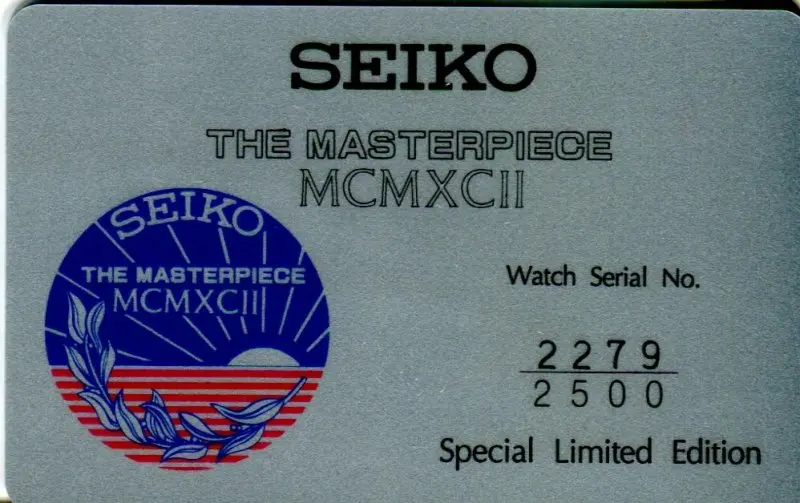 SEIKO
THE MASTERPIECE
MCMXCII
SEIKO
THE MASTERPIECE
MCMXCII
Watch Serial No.
2279
2500
Special Limited Edition